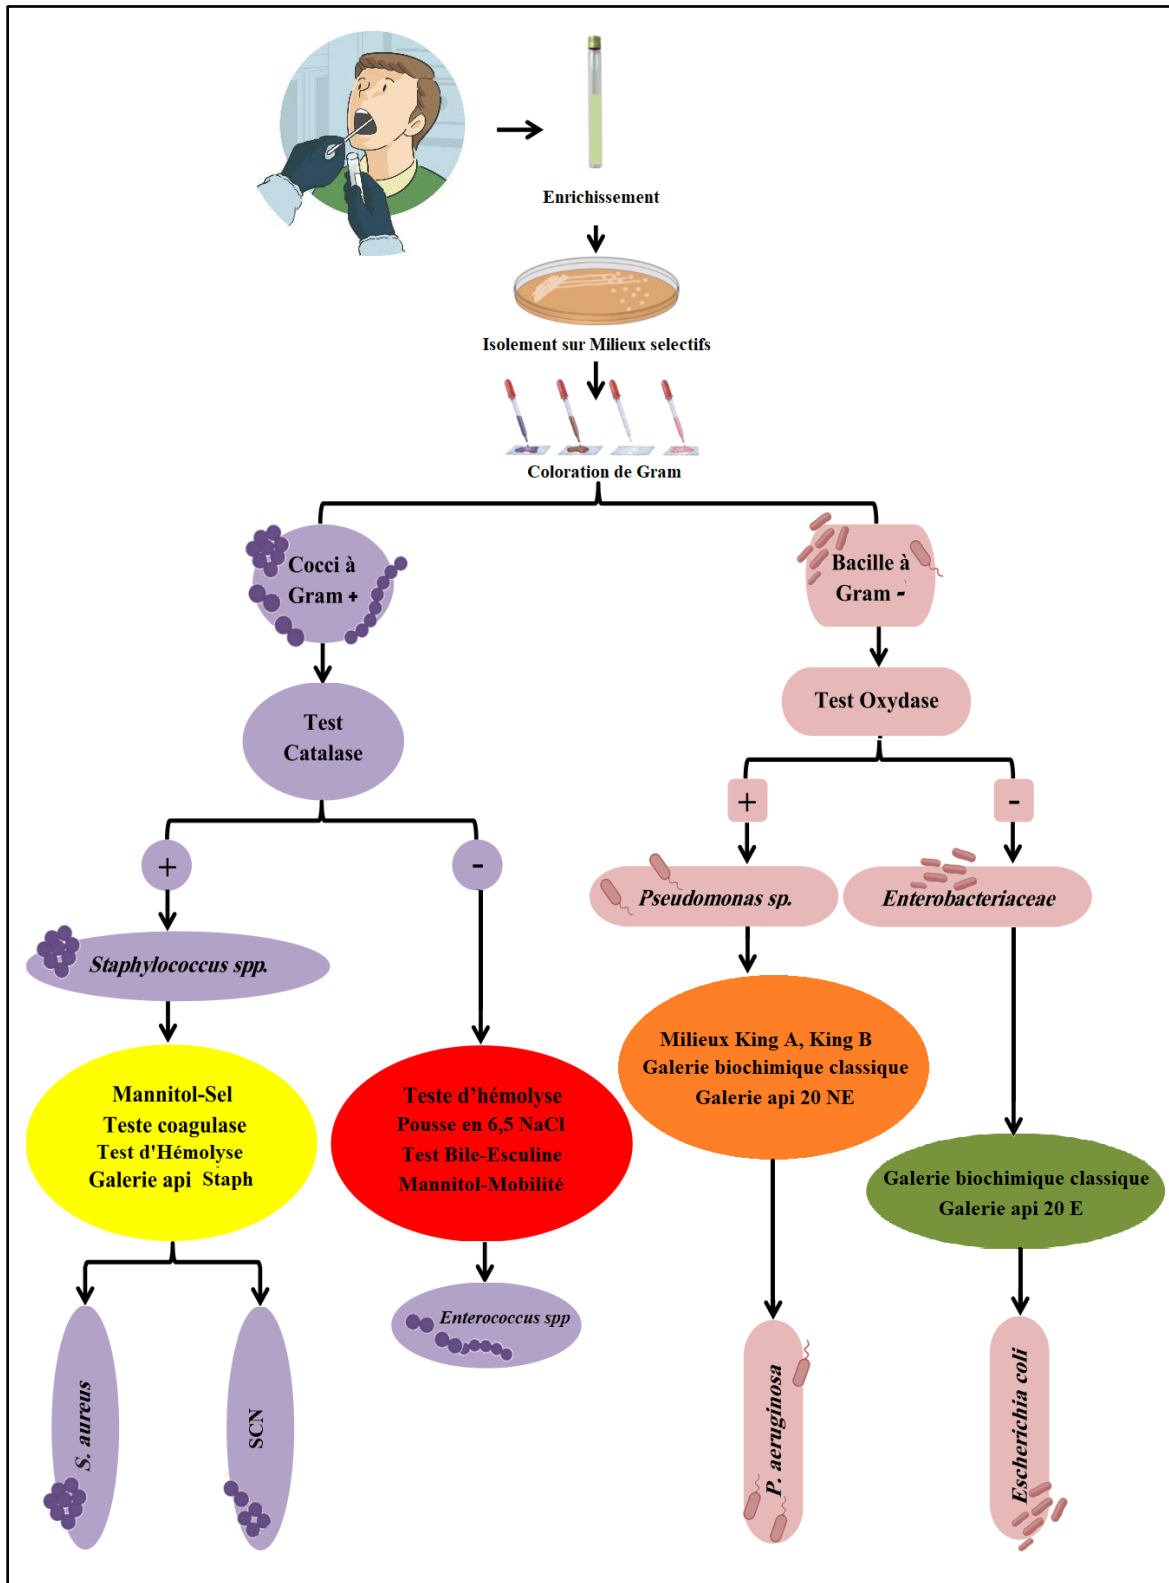 Enrichissement
Isolement sur Milieux selectifs
Coloration de Gram
Cocci à
Gram +
Bacille à
Gram -
Test
Catalase
Test Oxydase
+
-
+
-
Staphylococcus spp.
Pseudomonas sp.
Enterobacteriaceae
Mannitol-Sel
Teste coagulase
Test d'Hémolyse
Galerie api Staph
Teste d'hémolyse
Pousse en 6,5 NaCl
Test Bile-Esculine
Mannitol-Mobilité
Milieux King A, King B
Galerie biochimique classique
Galerie api 20 NE
Galerie biochimique classique
Galerie api 20 E
S. aureus
SCN
Enterococcus spp
P. aeruginosa
Escherichia coli